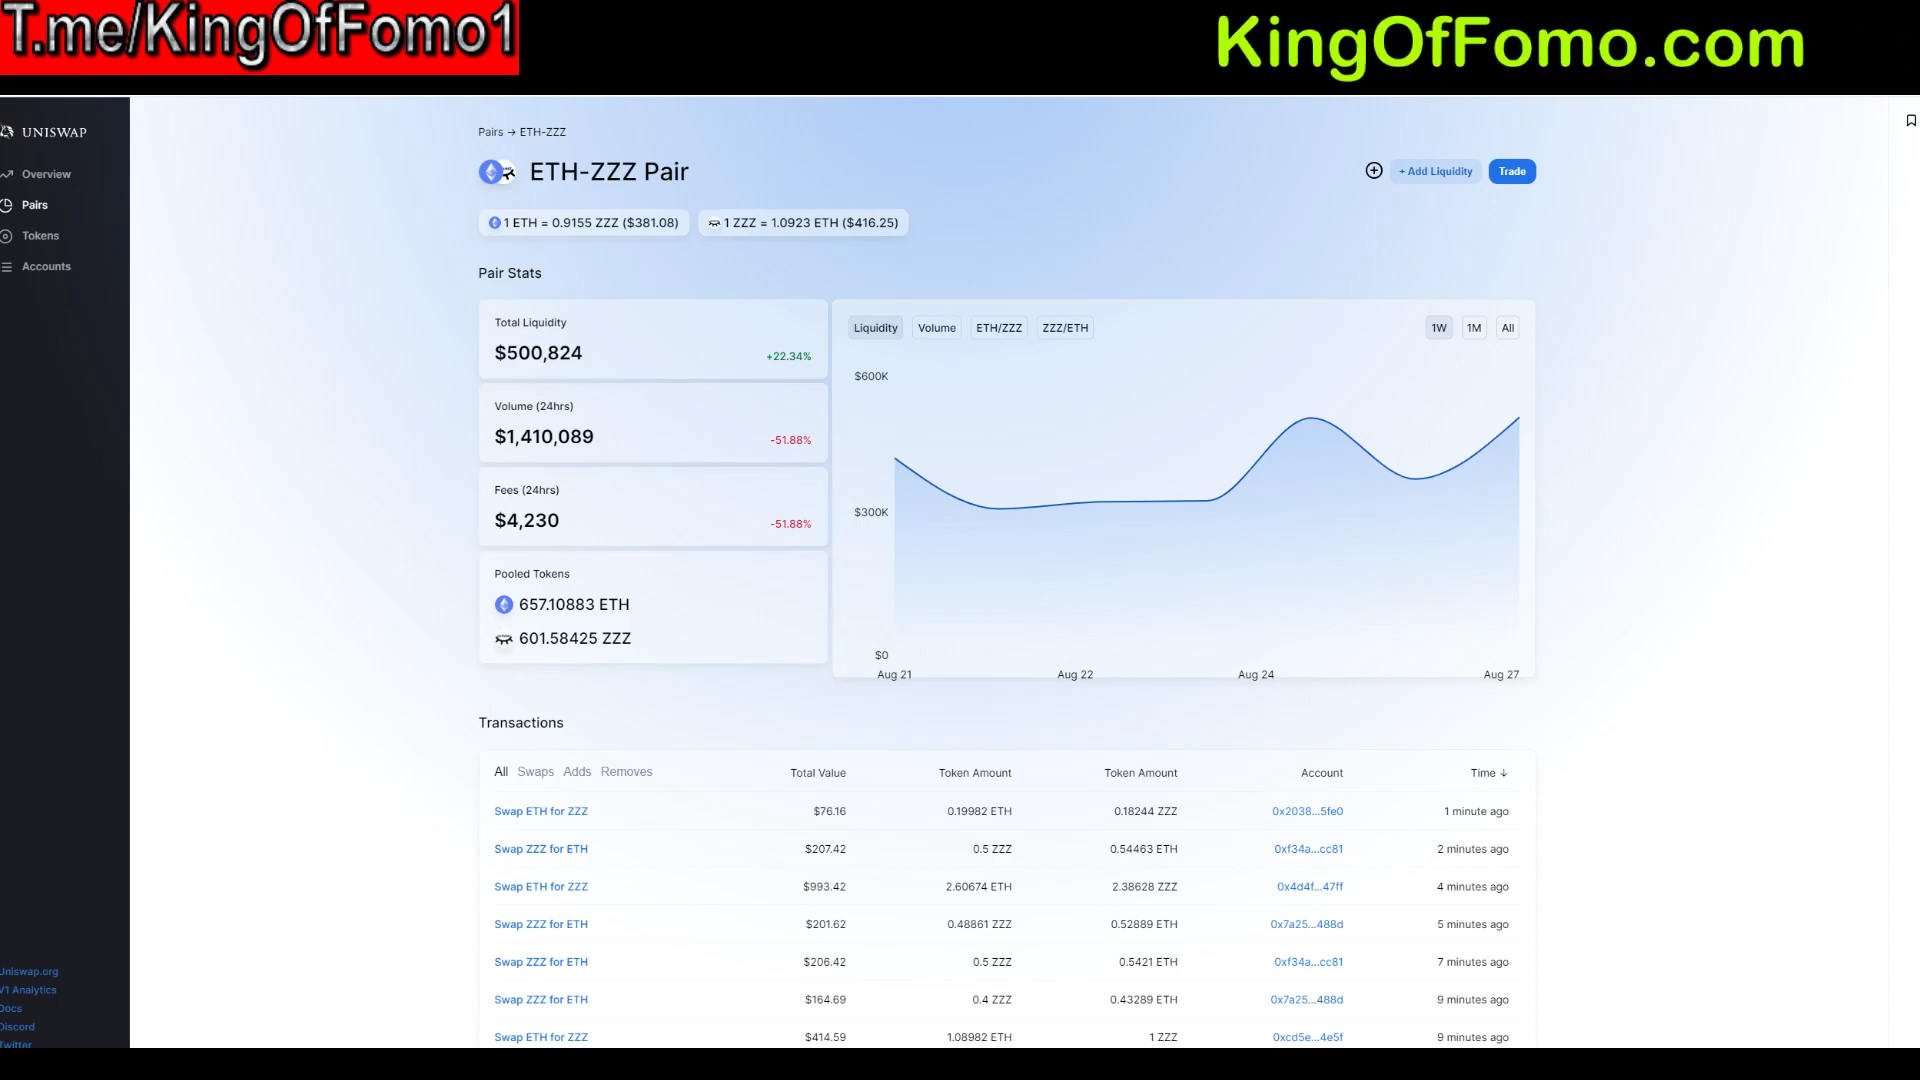 T.me/KingOfFomo1
KingOfFomo.com
UNISWAP
Overview
Pairs
Tokens
Accounts
Uniswap.org
V1 Analytics
Docs
Discord
Twitter
Pairs → ETH-ZZZ
ETH-ZZZ Pair
+ Add Liquidity
Trade
1 ETH = 0.9155 ZZZ ($381.08)
1 ZZZ = 1.0923 ETH ($416.25)
Pair Stats
Total Liquidity
$500,824 +22.34%
Volume (24hrs)
$1,410,089 -51.88%
Fees (24hrs)
$4,230 -51.88%
Pooled Tokens
657.10883 ETH
601.58425 ZZZ
Liquidity Volume ETH/ZZZ ZZZ/ETH 1W 1M All
$600K
$300K
$0
Aug 21 Aug 22 Aug 24 Aug 27
Transactions
All Swaps Adds Removes Total Value Token Amount Token Amount Account Time ↓
Swap ETH for ZZZ $76.16 0.19982 ETH 0.18244 ZZZ 0x2038...5fe0 1 minute ago
Swap ZZZ for ETH $207.42 0.5 ZZZ 0.54463 ETH 0xf34a...cc81 2 minutes ago
Swap ETH for ZZZ $993.42 2.60674 ETH 2.38628 ZZZ 0x4d4f...47ff 4 minutes ago
Swap ZZZ for ETH $201.62 0.48861 ZZZ 0.52889 ETH 0x7a25...488d 5 minutes ago
Swap ZZZ for ETH $206.42 0.5 ZZZ 0.5421 ETH 0xf34a...cc81 7 minutes ago
Swap ZZZ for ETH $164.69 0.4 ZZZ 0.43289 ETH 0x7a25...488d 9 minutes ago
Swap ETH for ZZZ $414.59 1.08982 ETH 1 ZZZ 0xcd5e...4e5f 9 minutes ago